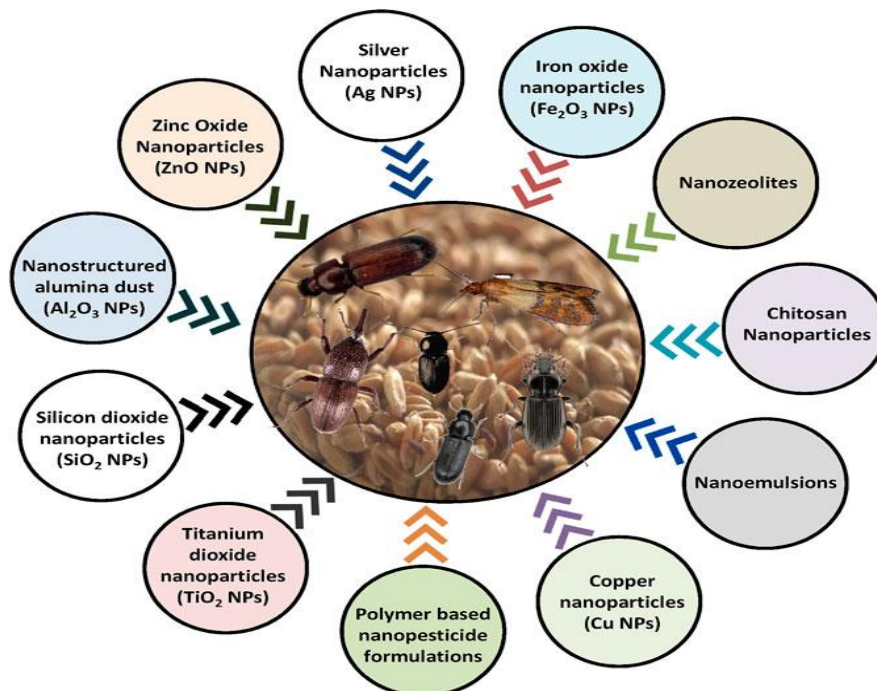 Silver
Nanoparticles
(Ag NPs)
Iron oxide
nanoparticles
(Fe₂O₃ NPs)
Zinc Oxide
Nanoparticles
(ZnO NPs)
Nanozeolites
Nanostructured
alumina dust
(Al₂O₃ NPs)
Chitosan
Nanoparticles
Silicon dioxide
nanoparticles
(SiO₂ NPs)
Nanoemulsions
Titanium
dioxide
nanoparticles
(TiO₂ NPs)
Polymer based
nanopesticide
formulations
Copper
nanoparticles
(Cu NPs)